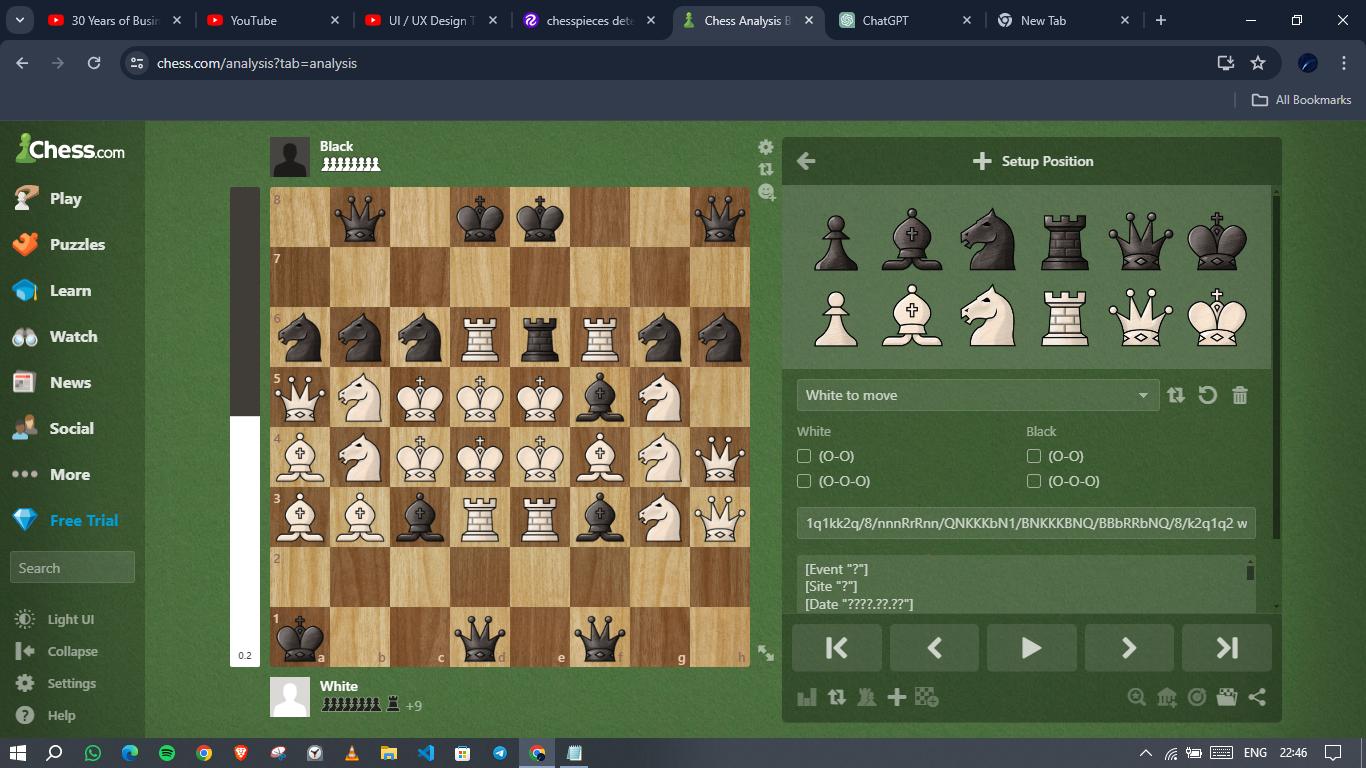 30 Years of Busin
YouTube
UI / UX Design T
chesspieces dete
Chess Analysis B
ChatGPT
New Tab
chess.com/analysis?tab=analysis
All Bookmarks
Chess.com
Play
Puzzles
Learn
Watch
News
Social
More
Free Trial
Search
Light UI
Collapse
Settings
Help
Black
8
7
6
5
4
3
2
1
a b c d e f g h
0.2
White
+9
Setup Position
White to move
White
Black
(O-O)
(O-O)
(O-O-O)
(O-O-O)
1q1kk2q/8/nnnRrRnn/QNKKKbN1/BNKKKBNQ/BBbRRbNQ/8/k2q1q2 w
[Event "?"]
[Site "?"]
[Date "????.??.??"]
ENG
22:46